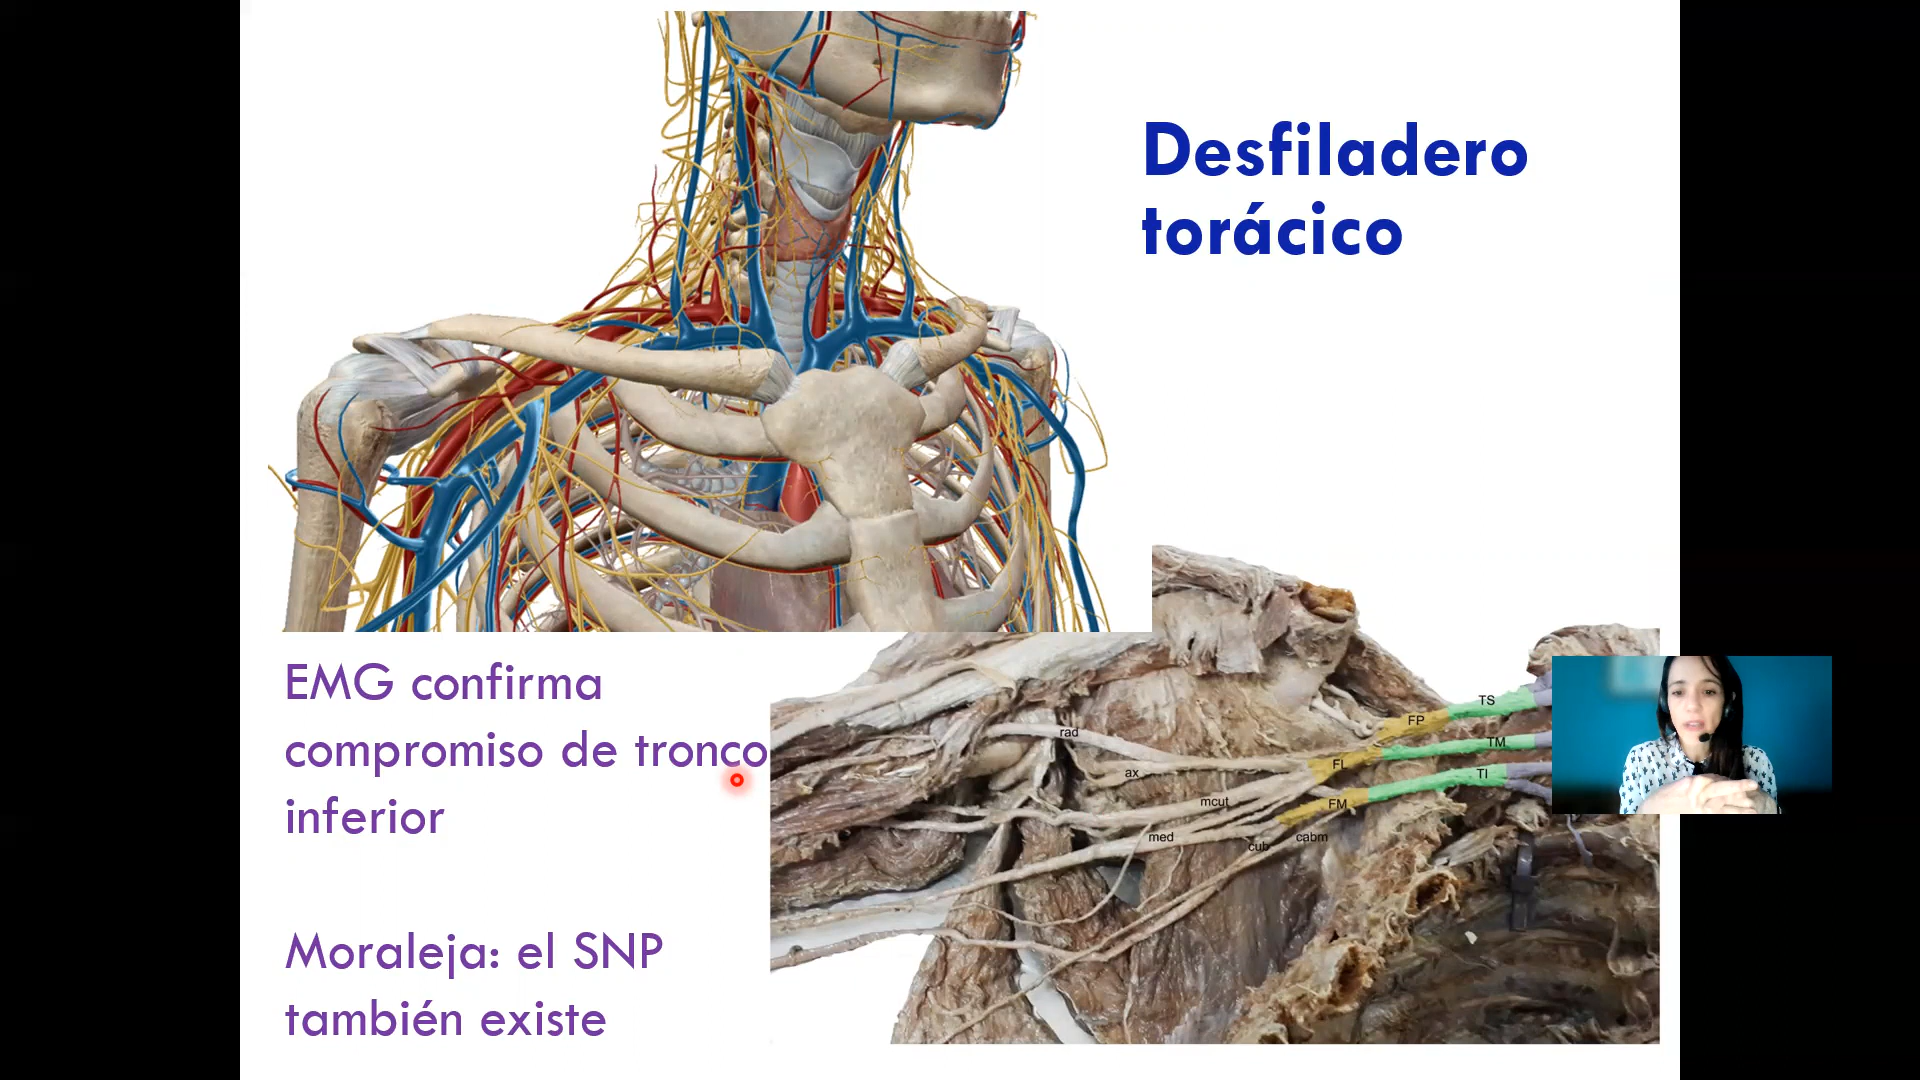 Desfiladero
torácico
EMG confirma
compromiso de tronco
inferior
Moraleja: el SNP
también existe
TS
FP
rad
TM
FL
TI
ax
mcut
FM
med
cabm
cub